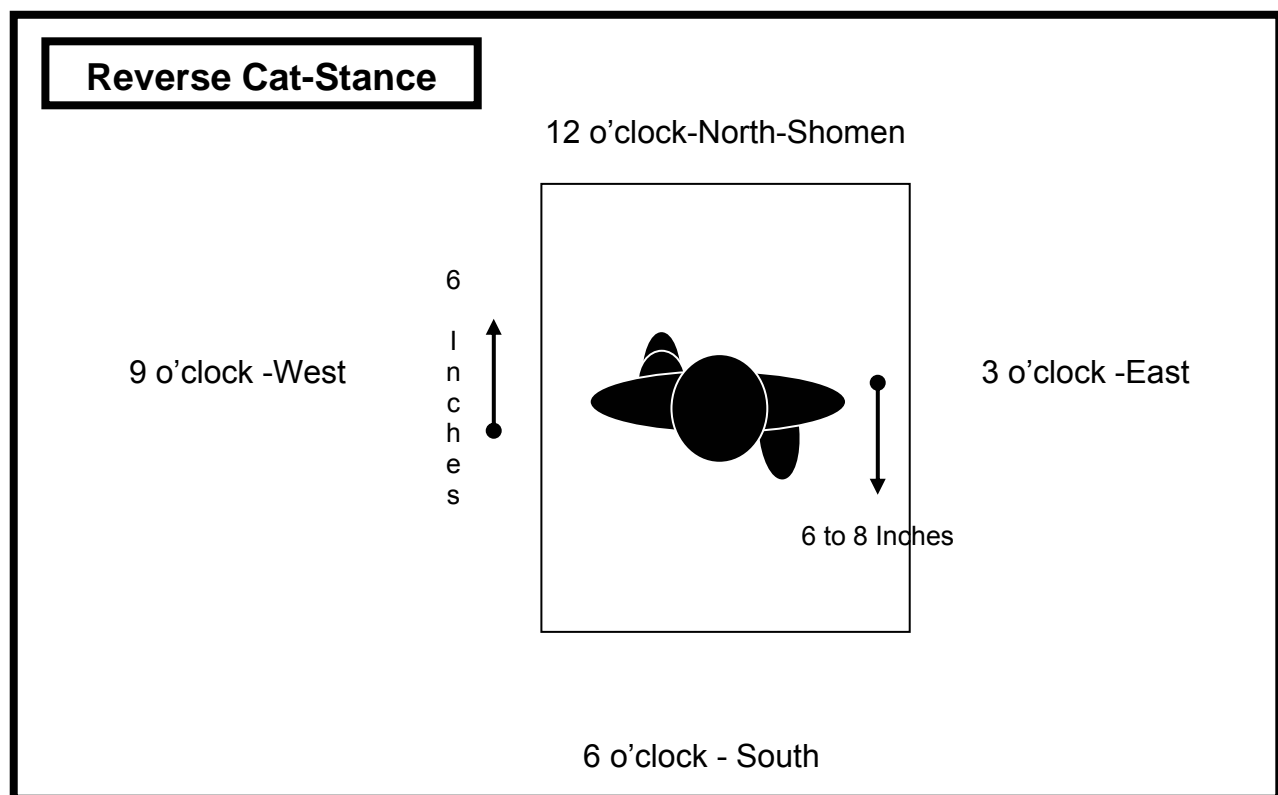 Reverse Cat-Stance
12 o’clock-North-Shomen
6 Inches
9 o’clock -West
3 o’clock -East
6 to 8 Inches
6 o’clock - South